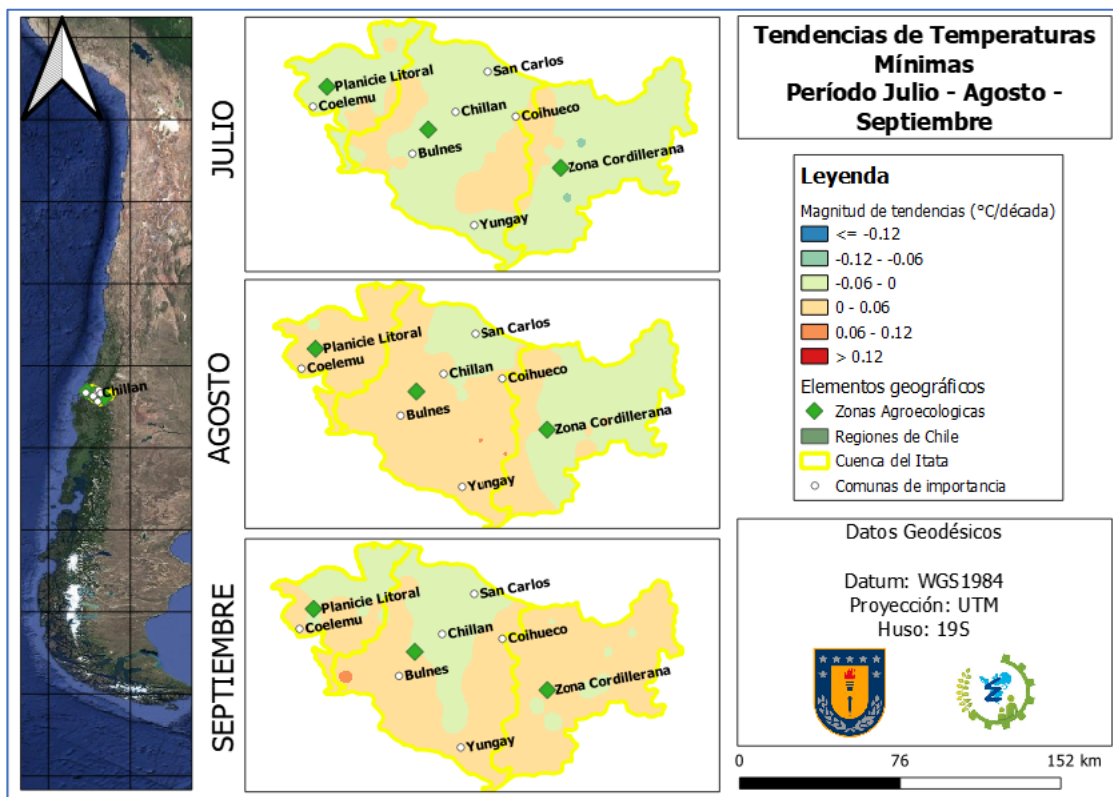 Chillan
JULIO
San Carlos
Planicie Litoral
Coelemu
Chillan
Coihueco
Bulnes
Zona Cordillerana
Yungay
AGOSTO
San Carlos
Planicie Litoral
Coelemu
Chillan
Coihueco
Bulnes
Zona Cordillerana
Yungay
SEPTIEMBRE
San Carlos
Planicie Litoral
Coelemu
Chillan
Coihueco
Bulnes
Zona Cordillerana
Yungay
Tendencias de Temperaturas
Mínimas
Período Julio - Agosto -
Septiembre
Leyenda
Magnitud de tendencias (°C/década)
<= -0.12
-0.12 - -0.06
-0.06 - 0
0 - 0.06
0.06 - 0.12
> 0.12
Elementos geográficos
Zonas Agroecologicas
Regiones de Chile
Cuenca del Itata
Comunas de importancia
Datos Geodésicos
Datum: WGS1984
Proyección: UTM
Huso: 19S
0 76 152 km